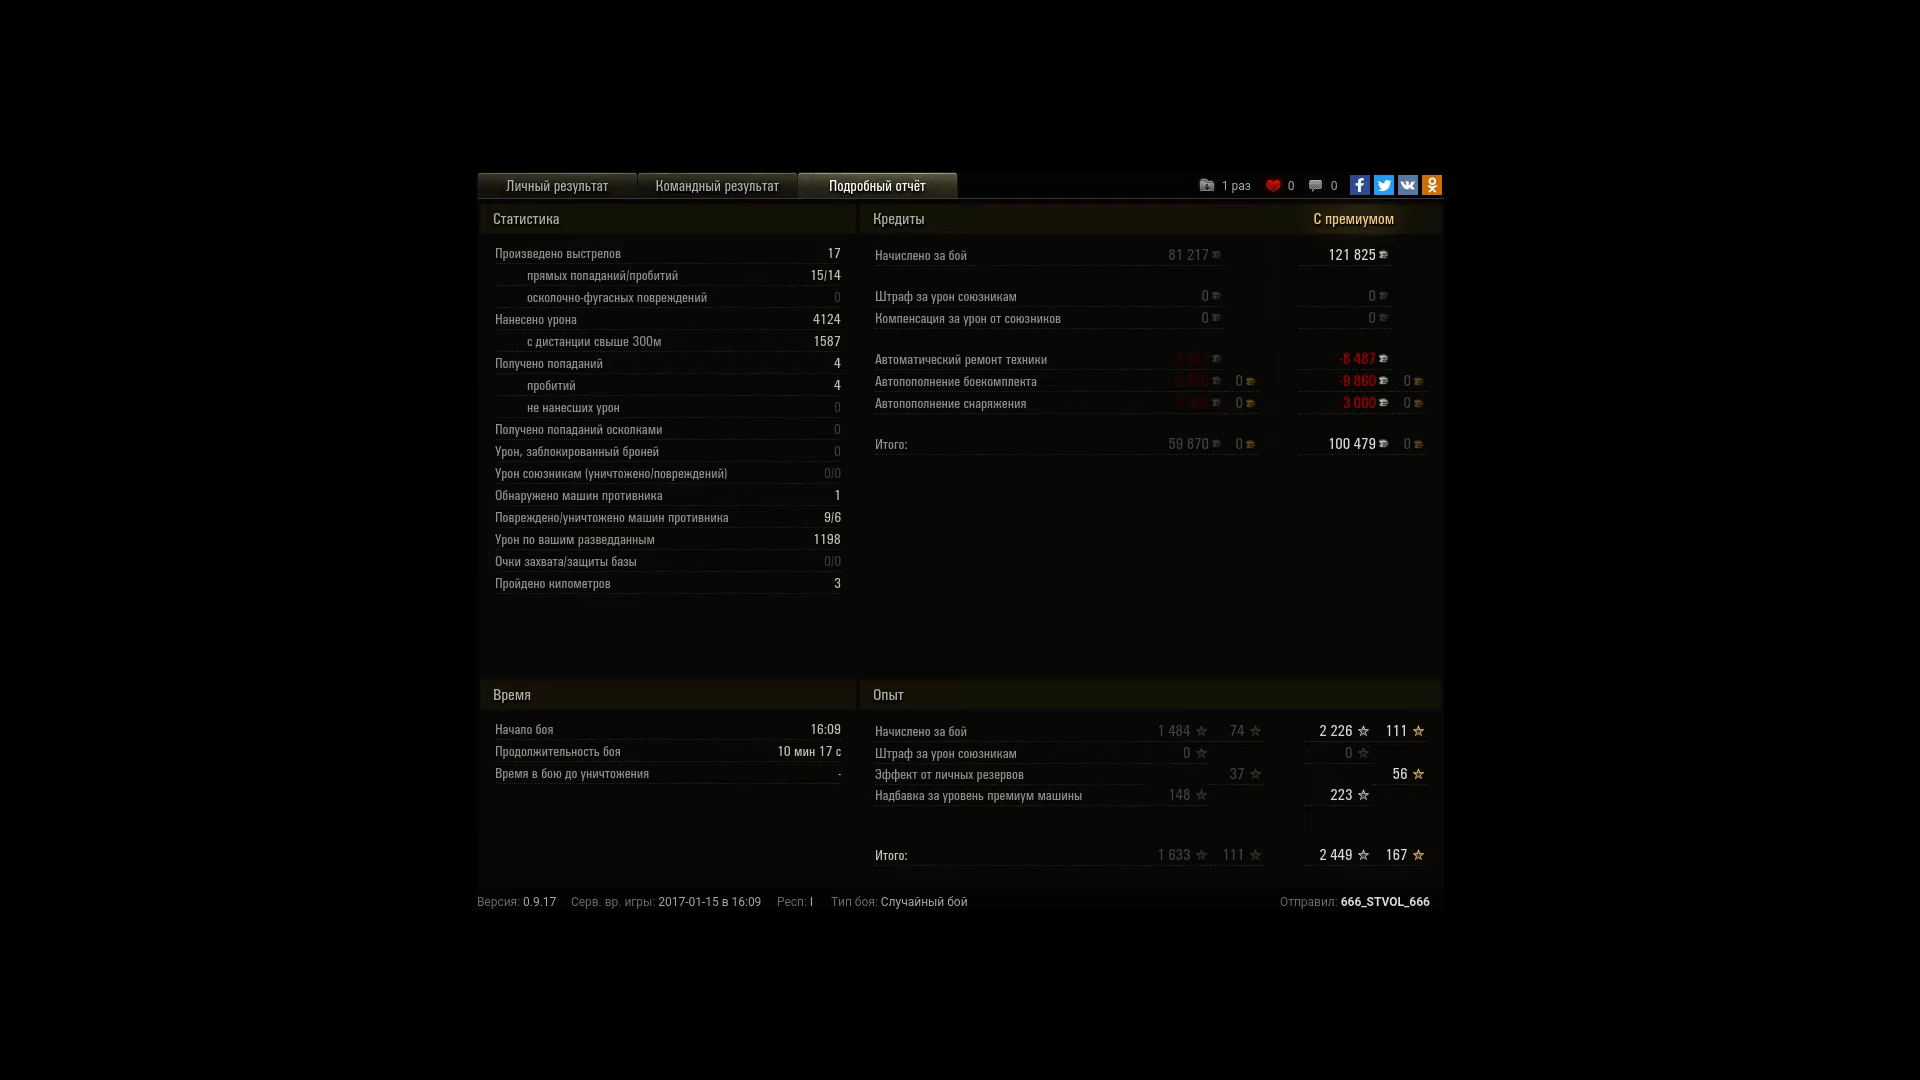 Личный результат Командный результат Подробный отчёт 1 раз 0 0
Статистика
Произведено выстрелов 17
прямых попаданий/пробитий 15/14
осколочно-фугасных повреждений 0
Нанесено урона 4124
с дистанции свыше 300м 1587
Получено попаданий 4
пробитий 4
не нанесших урон 0
Получено попаданий осколками 0
Урон, заблокированный броней 0
Урон союзникам (уничтожено/повреждений) 0/0
Обнаружено машин противника 1
Повреждено/уничтожено машин противника 9/6
Урон по вашим разведданным 1198
Очки захвата/защиты базы 0/0
Пройдено километров 3
Кредиты С премиумом
Начислено за бой 81 217 121 825
Штраф за урон союзникам 0 0
Компенсация за урон от союзников 0 0
Автоматический ремонт техники -8 487
Автопополнение боекомплекта 0 -9 860 0
Автопополнение снаряжения 0 -3 000 0
Итого: 59 870 0 100 479 0
Время
Начало боя 16:09
Продолжительность боя 10 мин 17 с
Время в бою до уничтожения -
Опыт
Начислено за бой 1 484 74 2 226 111
Штраф за урон союзникам 0 0
Эффект от личных резервов 37 56
Надбавка за уровень премиум машины 148 223
Итого: 1 633 111 2 449 167
Версия: 0.9.17 Серв. вр. игры: 2017-01-15 в 16:09 Респ: I Тип боя: Случайный бой Отправил: 666_STVOL_666